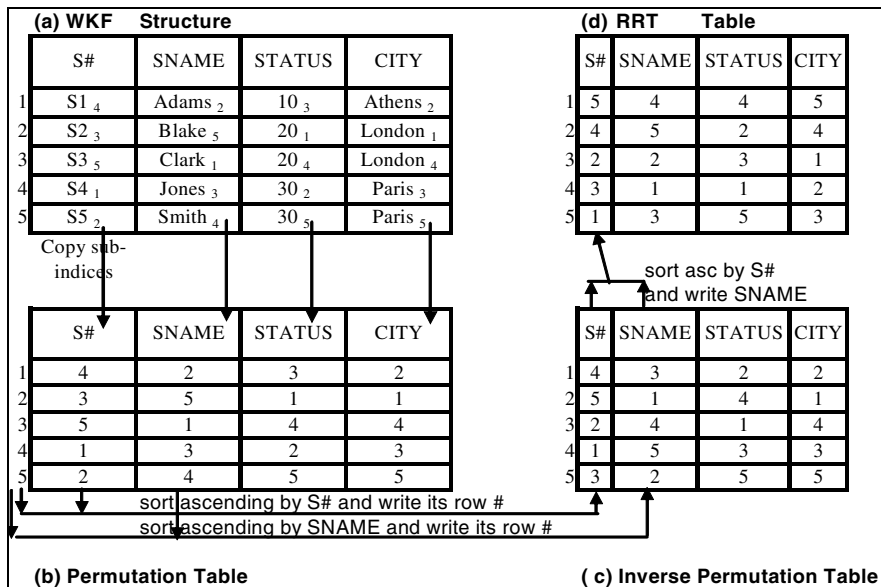 (a) WKF Structure
S# SNAME STATUS CITY
1 S1 4 Adams 2 10 3 Athens 2
2 S2 3 Blake 5 20 1 London 1
3 S3 5 Clark 1 20 4 London 4
4 S4 1 Jones 3 30 2 Paris 3
5 S5 2 Smith 4 30 5 Paris 5
Copy sub-
indices
S# SNAME STATUS CITY
1 4 2 3 2
2 3 5 1 1
3 5 1 4 4
4 1 3 2 3
5 2 4 5 5
sort ascending by S# and write its row #
sort ascending by SNAME and write its row #
(b) Permutation Table
(d) RRT Table
S# SNAME STATUS CITY
1 5 4 4 5
2 4 5 2 4
3 2 2 3 1
4 3 1 1 2
5 1 3 5 3
sort asc by S#
and write SNAME
S# SNAME STATUS CITY
1 4 3 2 2
2 5 1 4 1
3 2 4 1 4
4 1 5 3 3
5 3 2 5 5
( c) Inverse Permutation Table